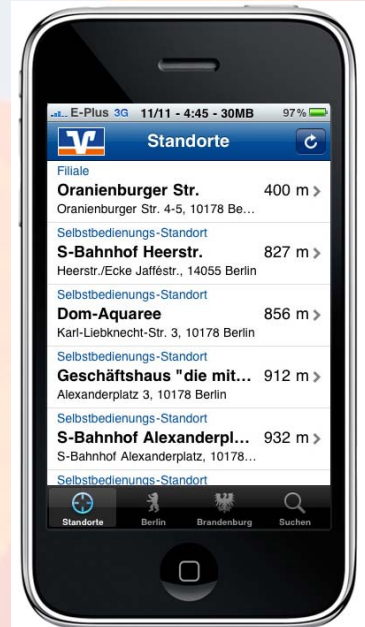 E-Plus 3G 11/11 - 4:45 - 30MB 97%
Standorte
Filiale
Oranienburger Str. 400 m
Oranienburger Str. 4-5, 10178 Be...
Selbstbedienungs-Standort
S-Bahnhof Heerstr. 827 m
Heerstr./Ecke Jafféstr., 14055 Berlin
Selbstbedienungs-Standort
Dom-Aquaree 856 m
Karl-Liebknecht-Str. 3, 10178 Berlin
Selbstbedienungs-Standort
Geschäftshaus "die mit... 912 m
Alexanderplatz 3, 10178 Berlin
Selbstbedienungs-Standort
S-Bahnhof Alexanderpl... 932 m
S-Bahnhof Alexanderplatz, 10178...
Selbstbedienungs-Standort
Standorte Berlin Brandenburg Suchen